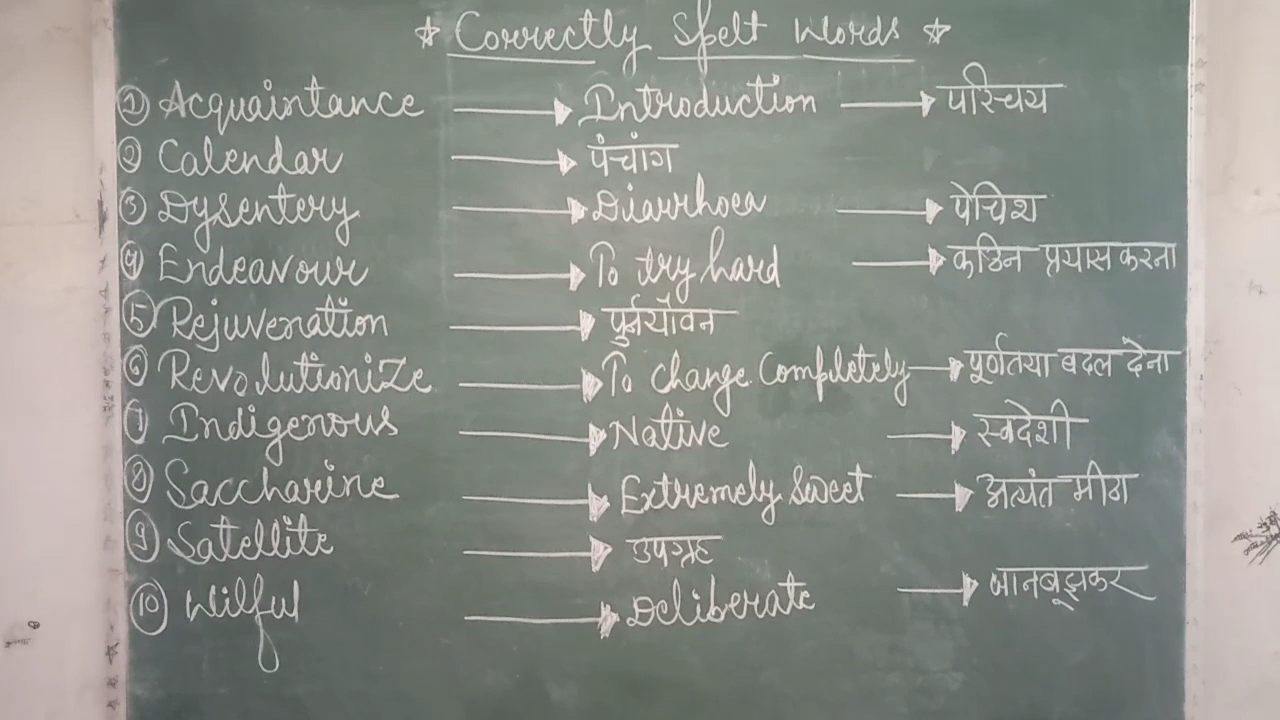 ☆ Correctly Spelt Words ☆
① Acquaintance → Introduction → परिचय
② Calendar → पंचांग
③ Dysentery → Diarrhoea → पेचिश
④ Endeavour → To try hard → कठिन प्रयास करना
⑤ Rejuvenation → पुर्नयौवन
⑥ Revolutionize → To change Completely → पूर्णतया बदल देना
⑦ Indigenous → Native → स्वदेशी
⑧ Saccharine → Extremely Sweet → अत्यंत मीठा
⑨ Satellite → उपग्रह
⑩ Wilful → Deliberate → जानबूझकर